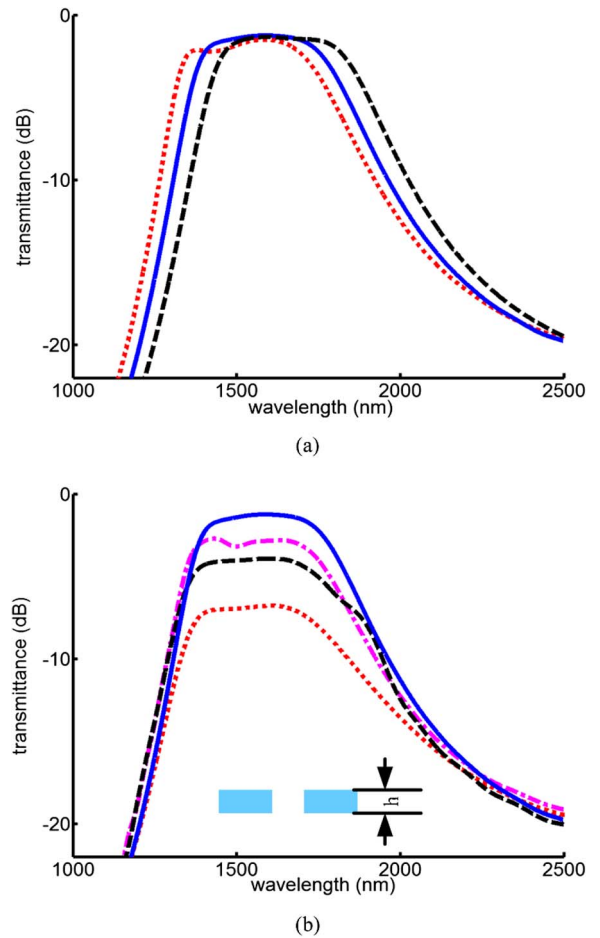 0
-10
-20
transmittance (dB)
1000 1500 2000 2500
wavelength (nm)
(a)
0
-10
-20
transmittance (dB)
h
1000 1500 2000 2500
wavelength (nm)
(b)